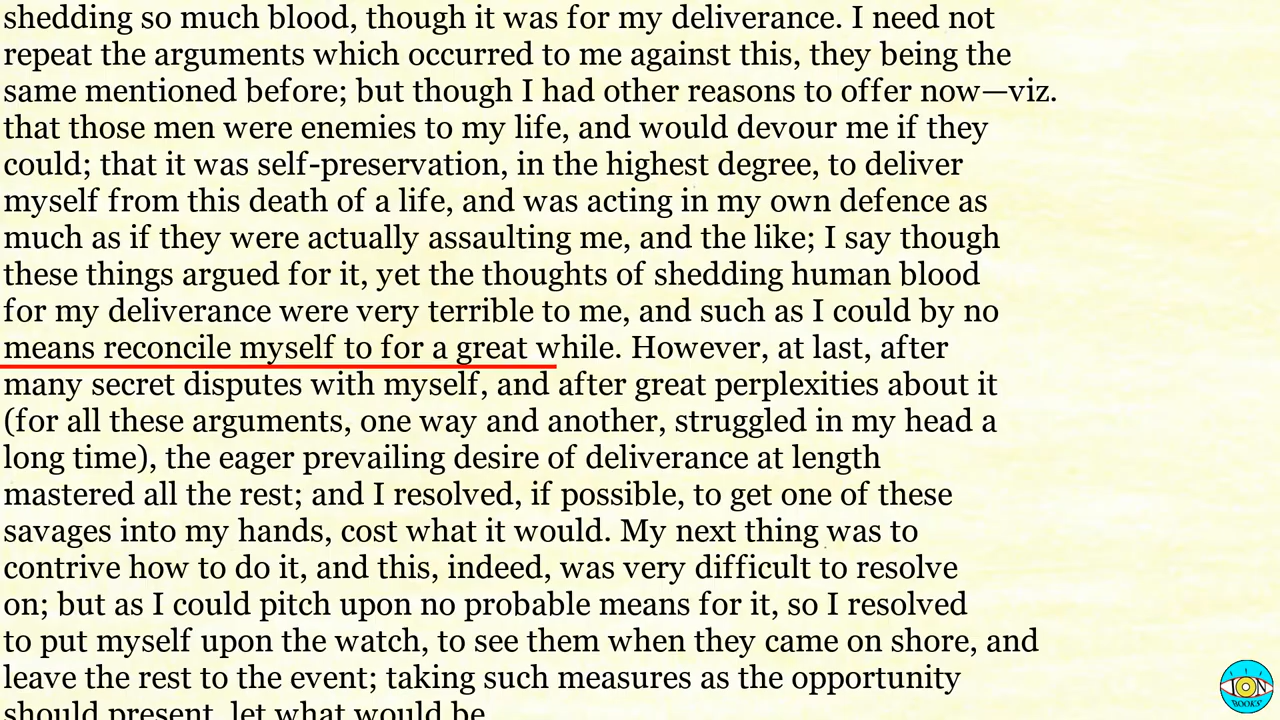 shedding so much blood, though it was for my deliverance. I need not
repeat the arguments which occurred to me against this, they being the
same mentioned before; but though I had other reasons to offer now—viz.
that those men were enemies to my life, and would devour me if they
could; that it was self-preservation, in the highest degree, to deliver
myself from this death of a life, and was acting in my own defence as
much as if they were actually assaulting me, and the like; I say though
these things argued for it, yet the thoughts of shedding human blood
for my deliverance were very terrible to me, and such as I could by no
means reconcile myself to for a great while. However, at last, after
many secret disputes with myself, and after great perplexities about it
(for all these arguments, one way and another, struggled in my head a
long time), the eager prevailing desire of deliverance at length
mastered all the rest; and I resolved, if possible, to get one of these
savages into my hands, cost what it would. My next thing was to
contrive how to do it, and this, indeed, was very difficult to resolve
on; but as I could pitch upon no probable means for it, so I resolved
to put myself upon the watch, to see them when they came on shore, and
leave the rest to the event; taking such measures as the opportunity
should present, let what would be
ION
BOOKS